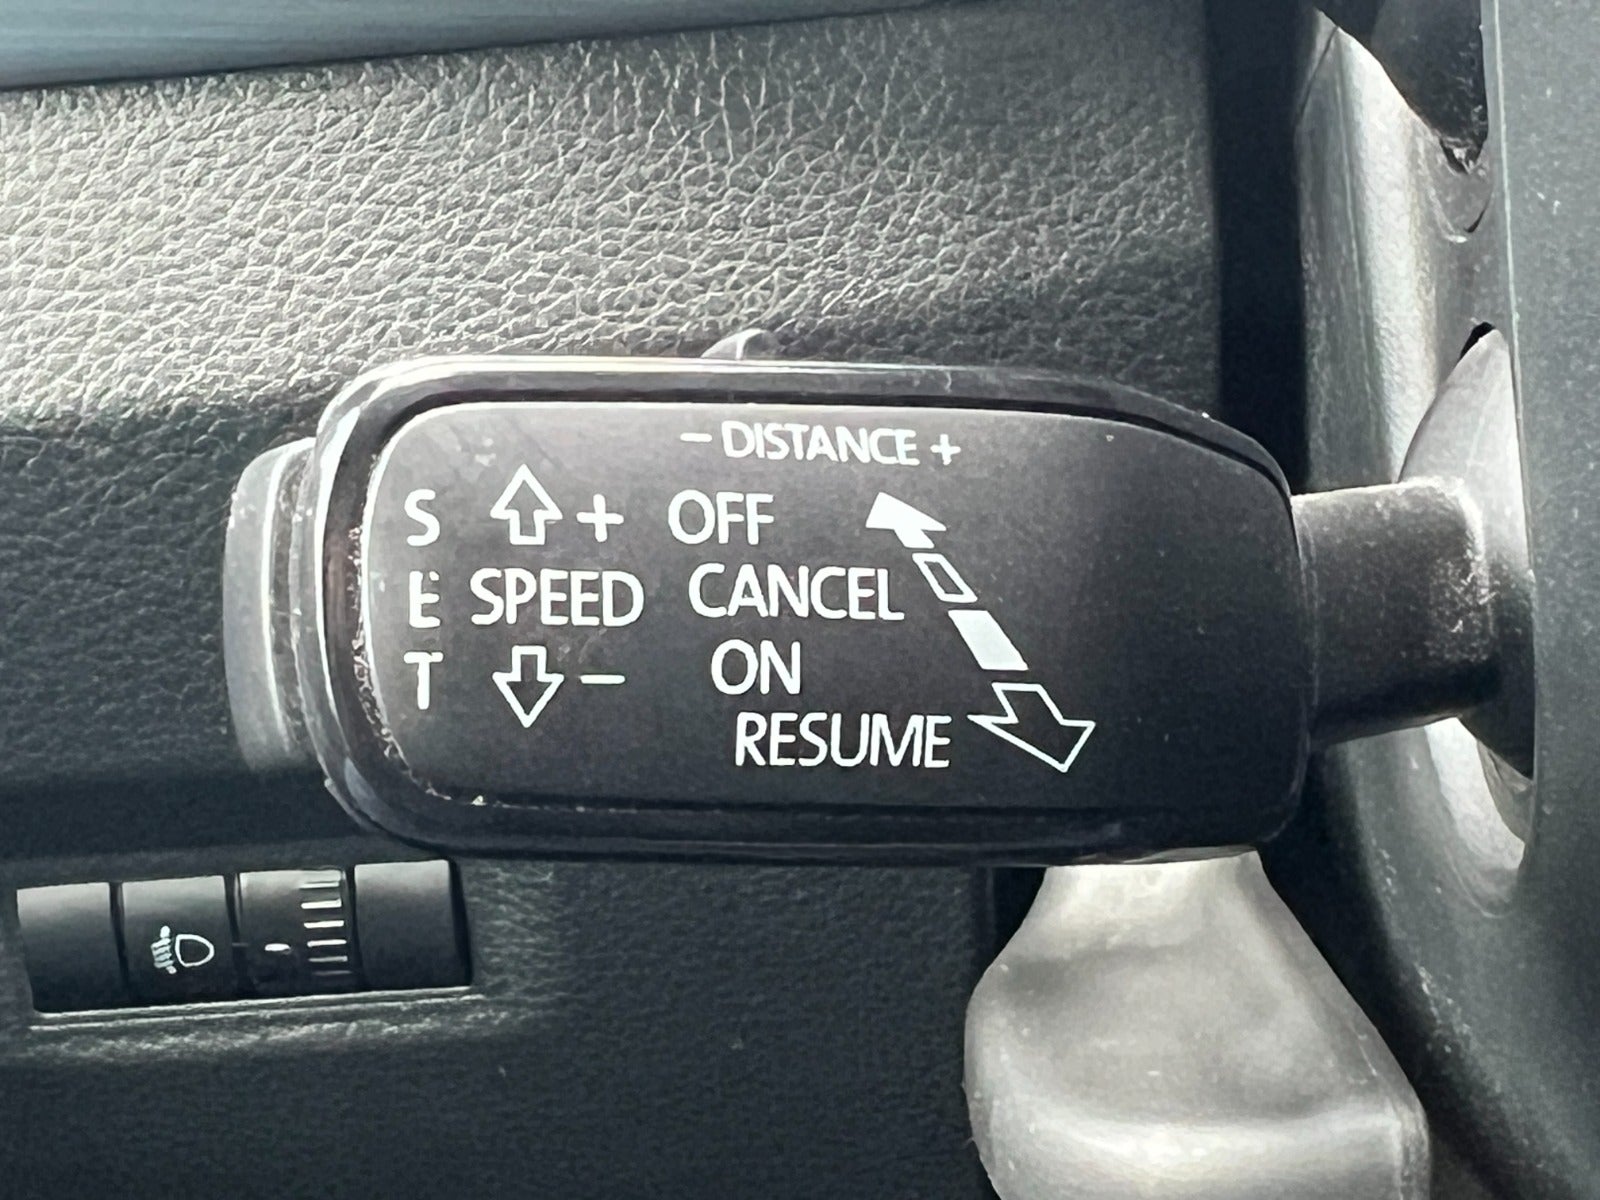 - DISTANCE +
S + OFF
E SPEED CANCEL
T - ON
RESUME